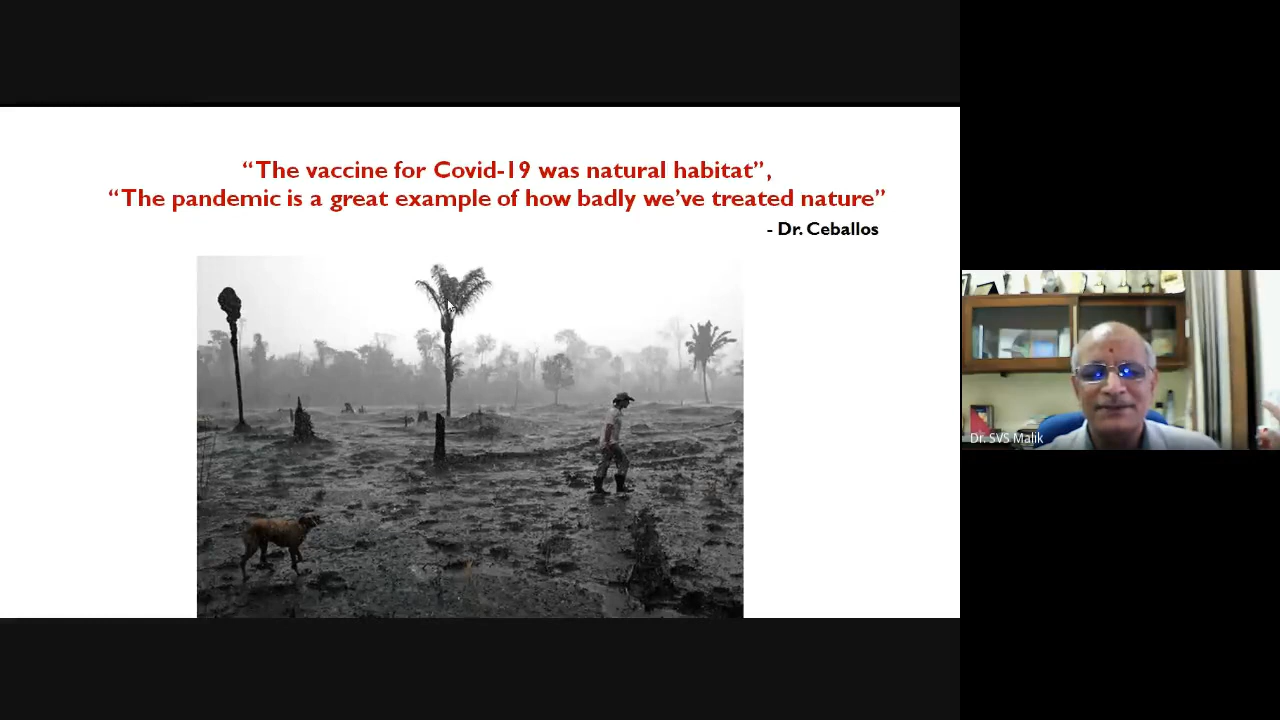 “The vaccine for Covid-19 was natural habitat”,
“The pandemic is a great example of how badly we’ve treated nature”
- Dr. Ceballos
Dr. SVS Malik